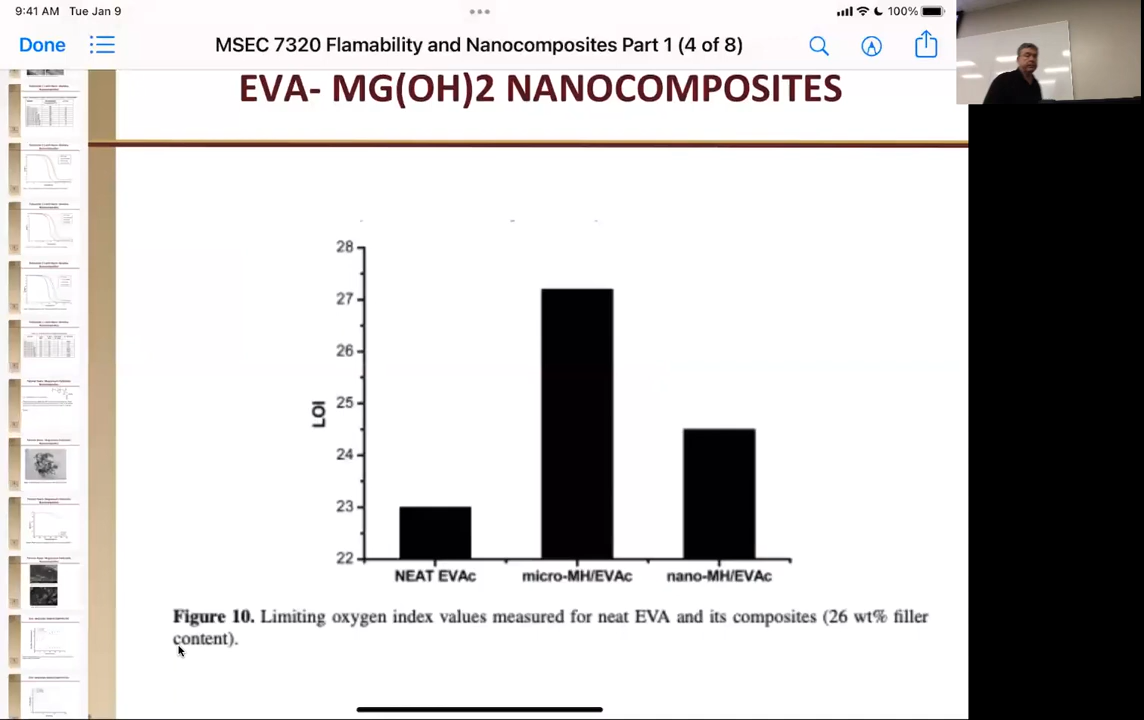 9:41 AM Tue Jan 9
100%
Done
MSEC 7320 Flamability and Nanocomposites Part 1 (4 of 8)
EVA- MG(OH)2 NANOCOMPOSITES
28
27
26
25
24
23
22
LOI
NEAT EVAc
micro-MH/EVAc
nano-MH/EVAc
Figure 10. Limiting oxygen index values measured for neat EVA and its composites (26 wt% filler
content).